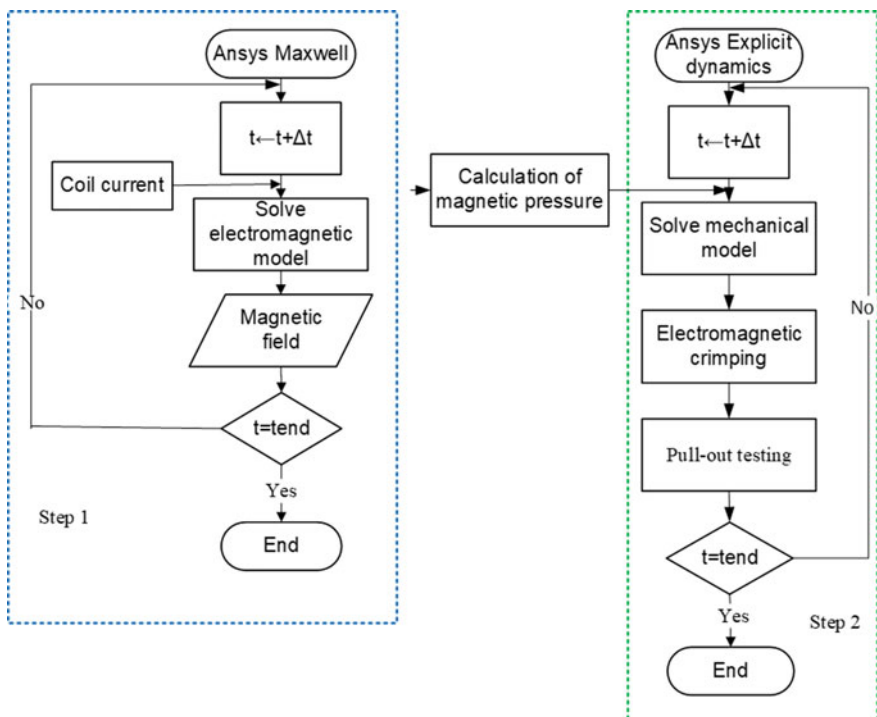 Ansys Maxwell
t←t+Δt
Coil current
Solve
electromagnetic
model
Magnetic
field
No
t=tend
Yes
Step 1
End
Calculation of
magnetic pressure
Ansys Explicit
dynamics
t←t+Δt
Solve mechanical
model
No
Electromagnetic
crimping
Pull-out testing
t=tend
Yes
Step 2
End